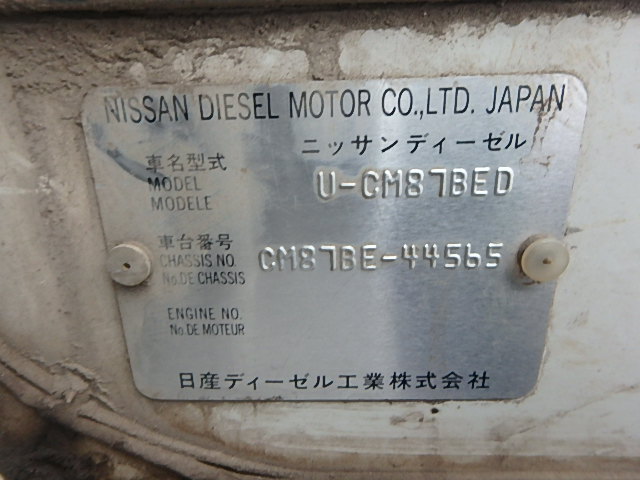 NISSAN DIESEL MOTOR CO.,LTD. JAPAN
ニッサンディーゼル
車名型式
MODEL
MODELE
U-CM87BED
車台番号
CHASSIS NO.
No.DE CHASSIS
CM87BE-44565
ENGINE NO.
No.DE MOTEUR
日産ディーゼル工業株式会社